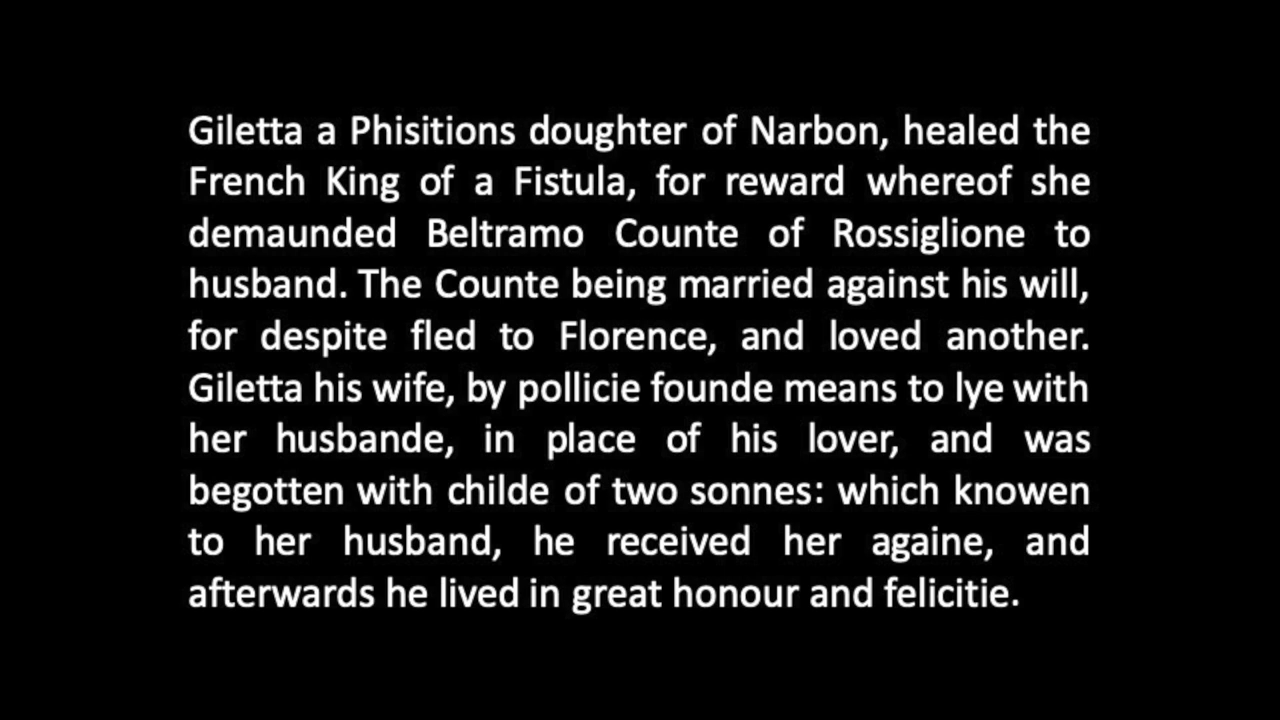 Giletta a Phisitions doughter of Narbon, healed the
French King of a Fistula, for reward whereof she
demaunded Beltramo Counte of Rossiglione to
husband. The Counte being married against his will,
for despite fled to Florence, and loved another.
Giletta his wife, by pollicie founde means to lye with
her husbande, in place of his lover, and was
begotten with childe of two sonnes: which knowen
to her husband, he received her againe, and
afterwards he lived in great honour and felicitie.